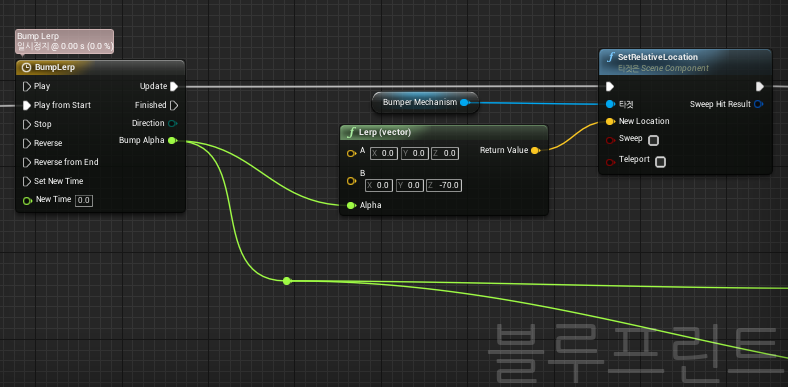 Bump Lerp
일시정지 @ 0.00 s (0.0 %)
BumpLerp
Play
Update
Play from Start
Finished
Stop
Direction
Reverse
Bump Alpha
Reverse from End
Set New Time
New Time 0.0
Bumper Mechanism
f Lerp (vector)
A X 0.0 Y 0.0 Z 0.0
Return Value
B
X 0.0 Y 0.0 Z -70.0
Alpha
f SetRelativeLocation
타겟은 Scene Component
타겟
Sweep Hit Result
New Location
Sweep
Teleport
블루프린트